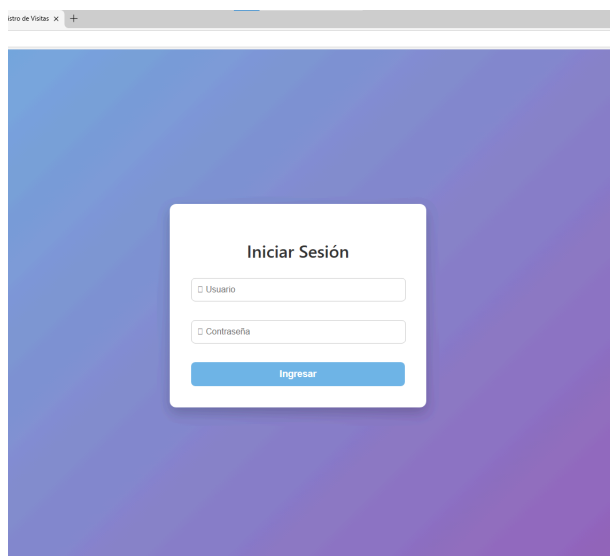 istro de Visitas
Iniciar Sesión
Usuario
Contraseña
Ingresar